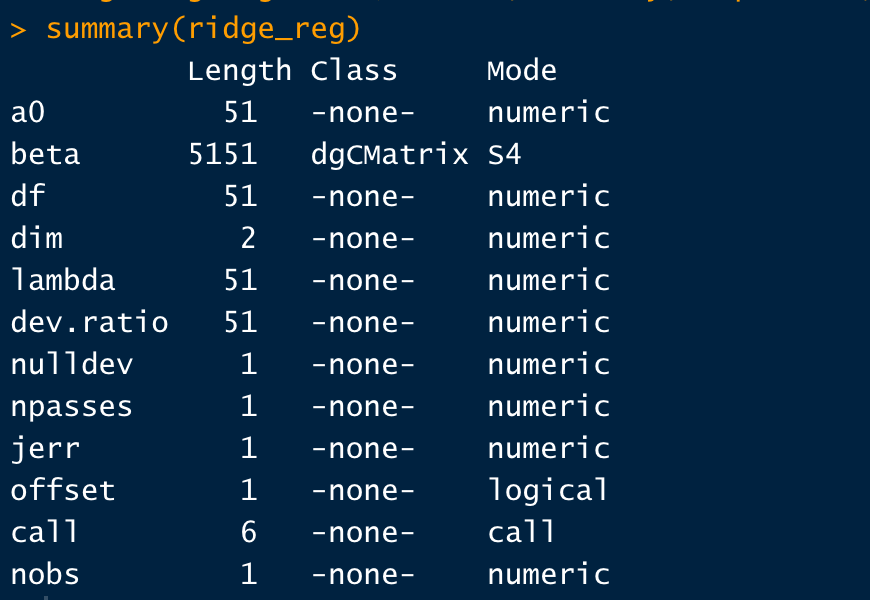 > summary(ridge_reg)
Length Class Mode
a0 51 -none- numeric
beta 5151 dgCMatrix S4
df 51 -none- numeric
dim 2 -none- numeric
lambda 51 -none- numeric
dev.ratio 51 -none- numeric
nulldev 1 -none- numeric
npasses 1 -none- numeric
jerr 1 -none- numeric
offset 1 -none- logical
call 6 -none- call
nobs 1 -none- numeric